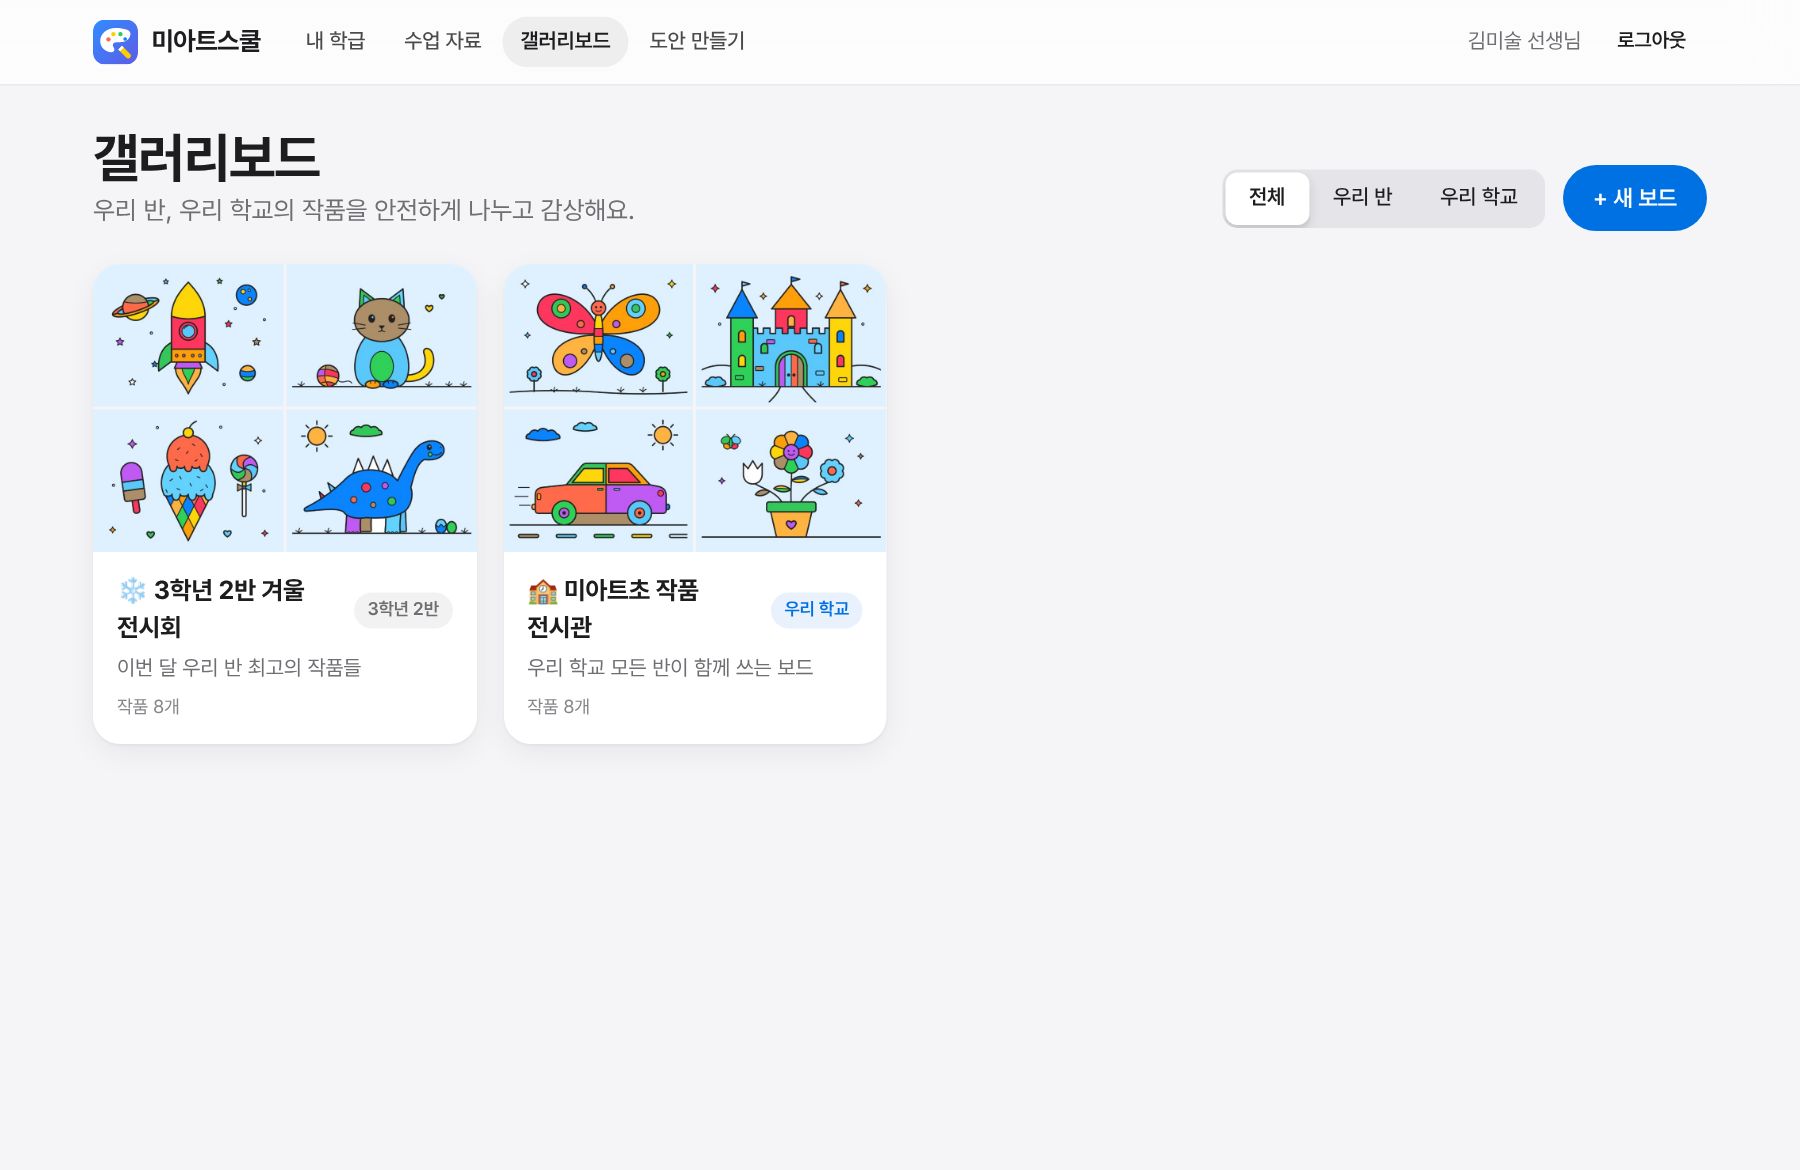 미아트스쿨
내 학급
수업 자료
갤러리보드
도안 만들기
김미술 선생님
로그아웃
갤러리보드
우리 반, 우리 학교의 작품을 안전하게 나누고 감상해요.
전체
우리 반
우리 학교
+ 새 보드
❄️ 3학년 2반 겨울
전시회
3학년 2반
이번 달 우리 반 최고의 작품들
작품 8개
🏫 미아트초 작품
전시관
우리 학교
우리 학교 모든 반이 함께 쓰는 보드
작품 8개